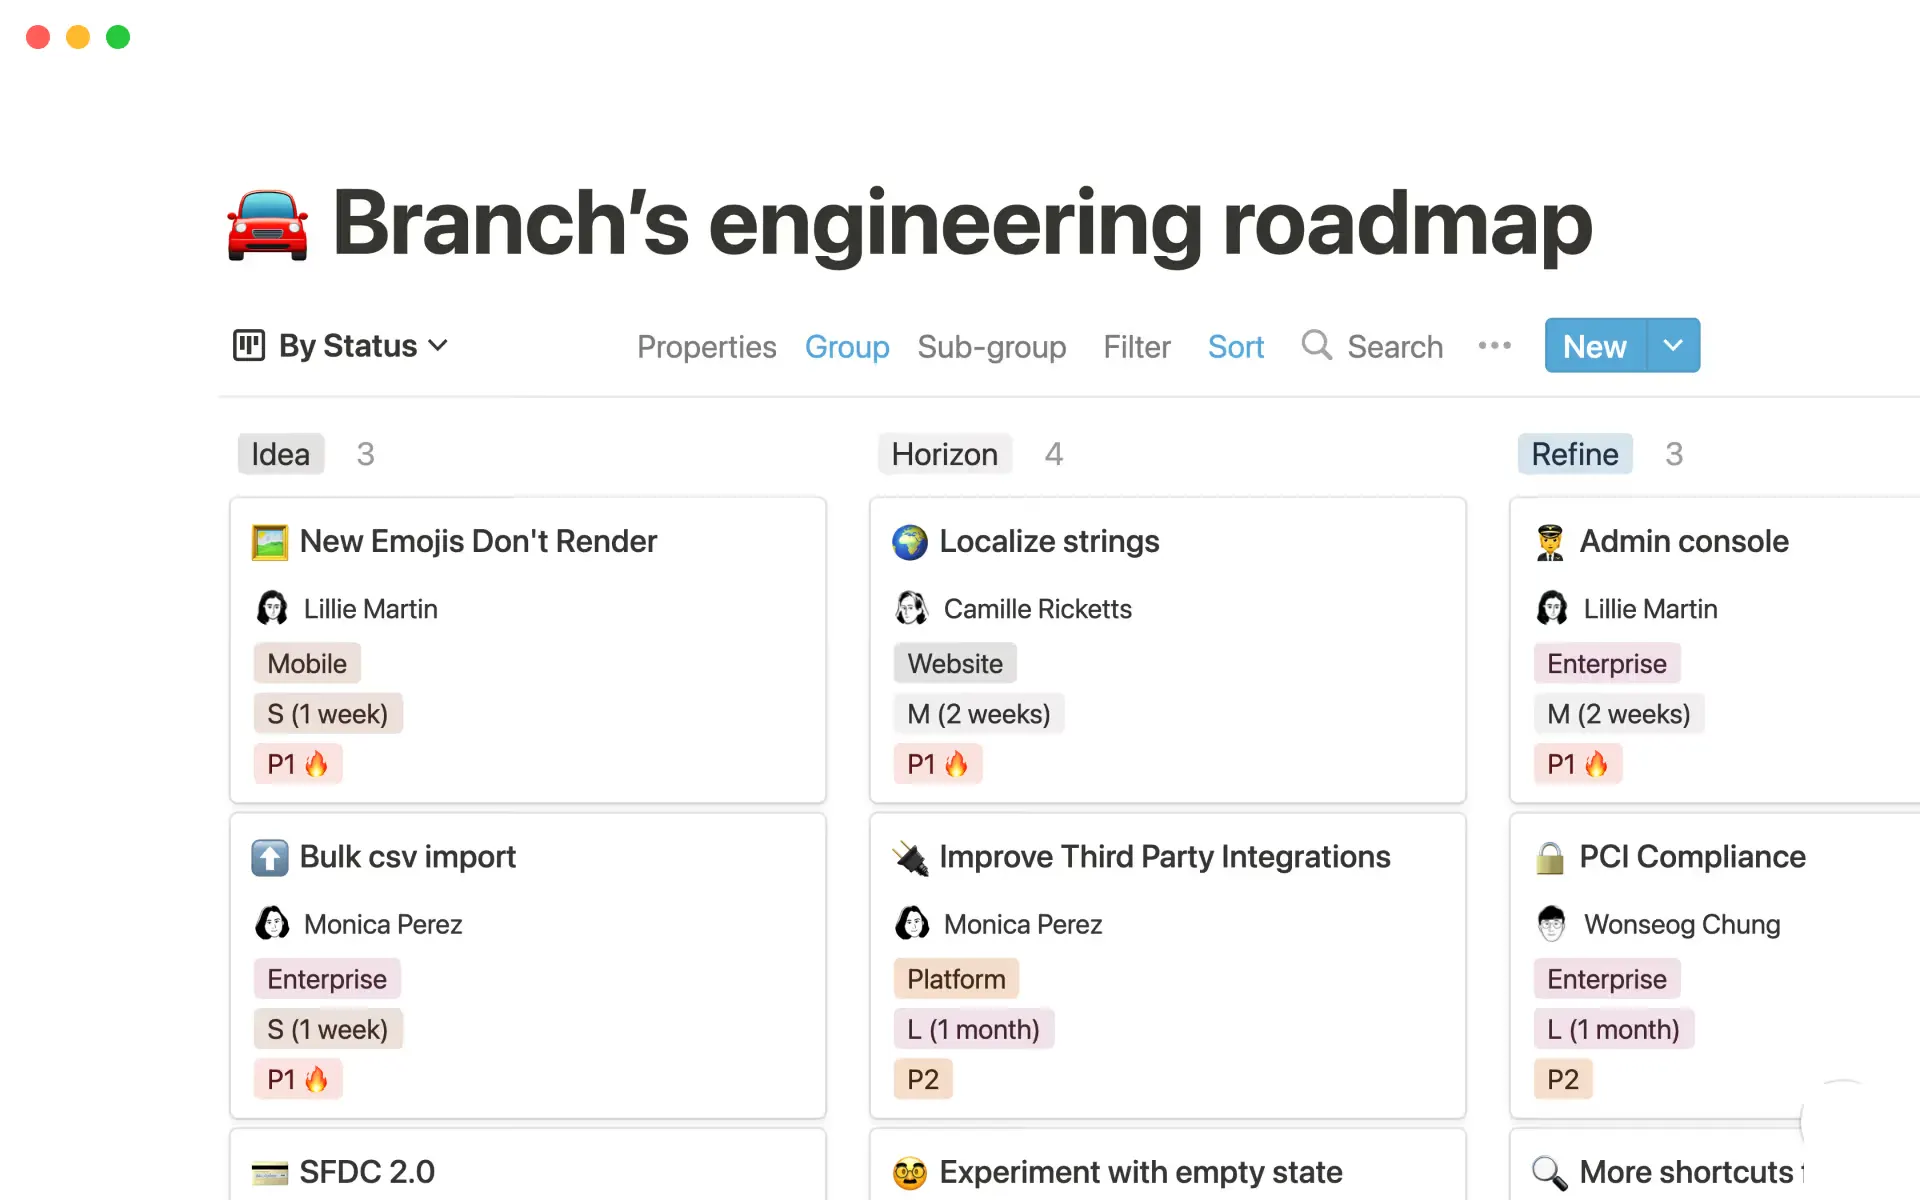 Branch’s engineering roadmap
By Status
Properties Group Sub-group Filter Sort Search New
Idea 3
New Emojis Don't Render
Lillie Martin
Mobile
S (1 week)
P1
Bulk csv import
Monica Perez
Enterprise
S (1 week)
P1
SFDC 2.0
Horizon 4
Localize strings
Camille Ricketts
Website
M (2 weeks)
P1
Improve Third Party Integrations
Monica Perez
Platform
L (1 month)
P2
Experiment with empty state
Refine 3
Admin console
Lillie Martin
Enterprise
M (2 weeks)
P1
PCI Compliance
Wonseog Chung
Enterprise
L (1 month)
P2
More shortcuts